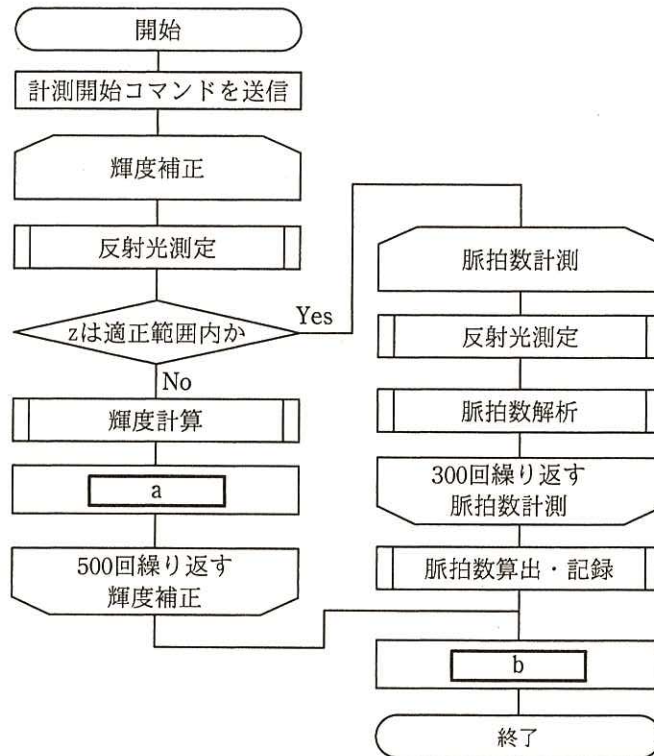 開始
計測開始コマンドを送信
輝度補正
反射光測定
zは適正範囲内か
Yes
No
輝度計算
a
500回繰り返す
輝度補正
脈拍数計測
反射光測定
脈拍数解析
300回繰り返す
脈拍数計測
脈拍数算出・記録
b
終了